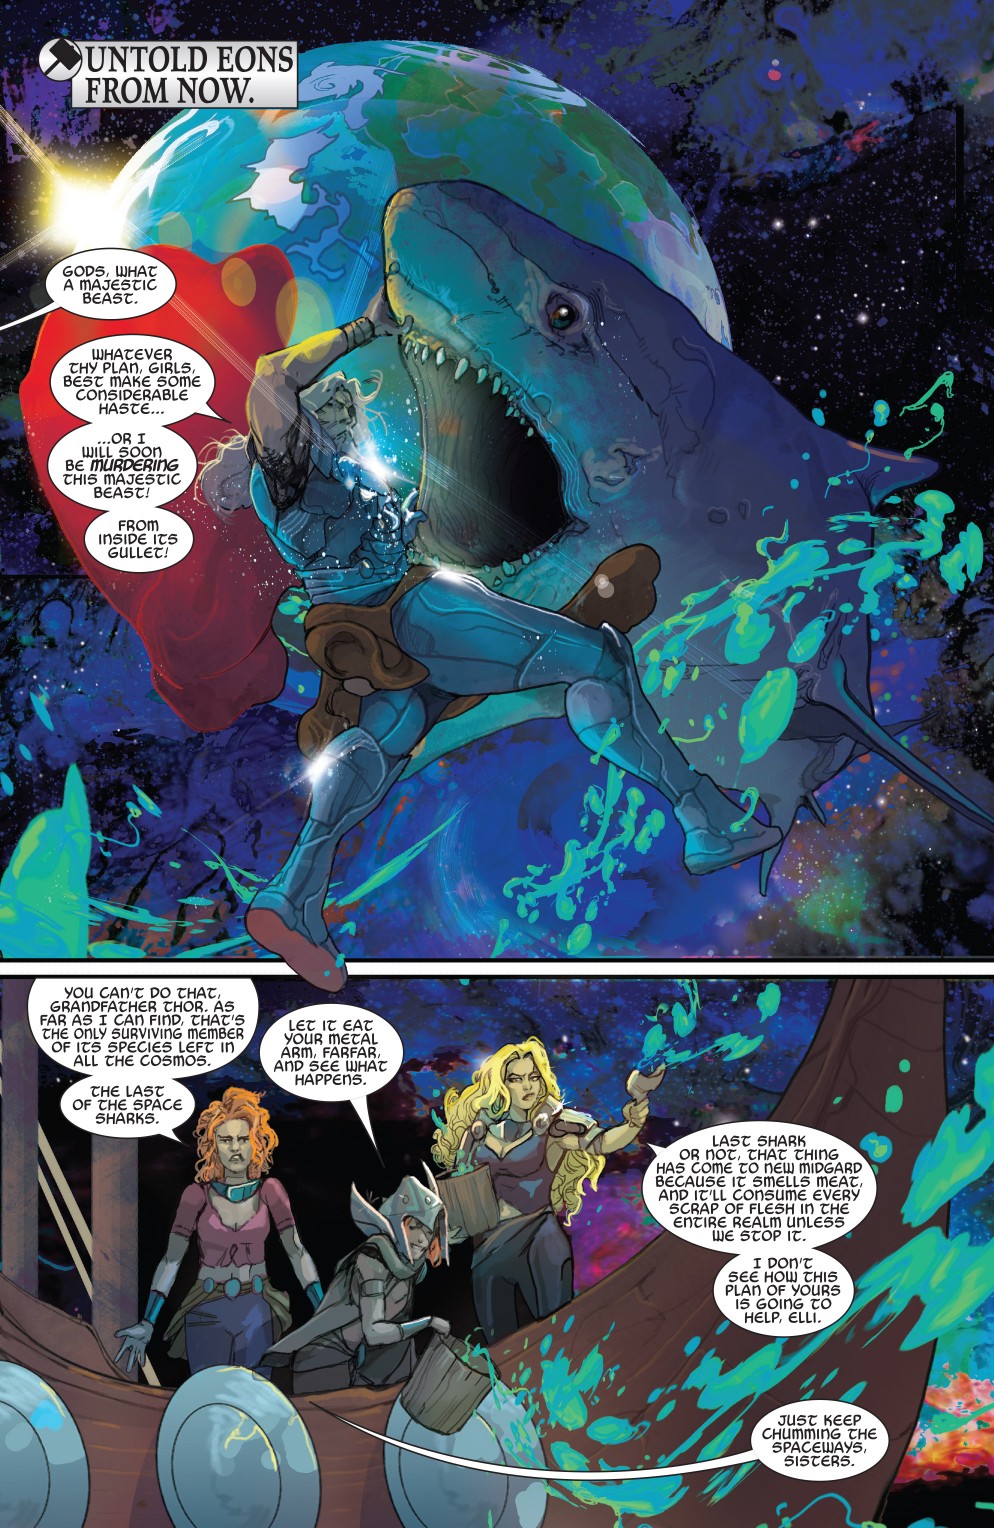 UNTOLD EONS
FROM NOW.
GODS, WHAT
A MAJESTIC
BEAST.
WHATEVER
THY PLAN, GIRLS,
BEST MAKE SOME
CONSIDERABLE
HASTE...
...OR I
WILL SOON
BE MURDERING
THIS MAJESTIC
BEAST!
FROM
INSIDE ITS
GULLET!
YOU CAN'T DO THAT,
GRANDFATHER THOR. AS
FAR AS I CAN FIND, THAT'S
THE ONLY SURVIVING MEMBER
OF ITS SPECIES LEFT IN
ALL THE COSMOS.
THE LAST
OF THE SPACE
SHARKS.
LET IT EAT
YOUR METAL
ARM, FARFAR,
AND SEE WHAT
HAPPENS.
LAST SHARK
OR NOT, THAT THING
HAS COME TO NEW MIDGARD
BECAUSE IT SMELLS MEAT,
AND IT'LL CONSUME EVERY
SCRAP OF FLESH IN THE
ENTIRE REALM UNLESS
WE STOP IT.
I DON'T
SEE HOW THIS
PLAN OF YOURS
IS GOING TO
HELP, ELLI.
JUST KEEP
CHUMMING THE
SPACEWAYS,
SISTERS.